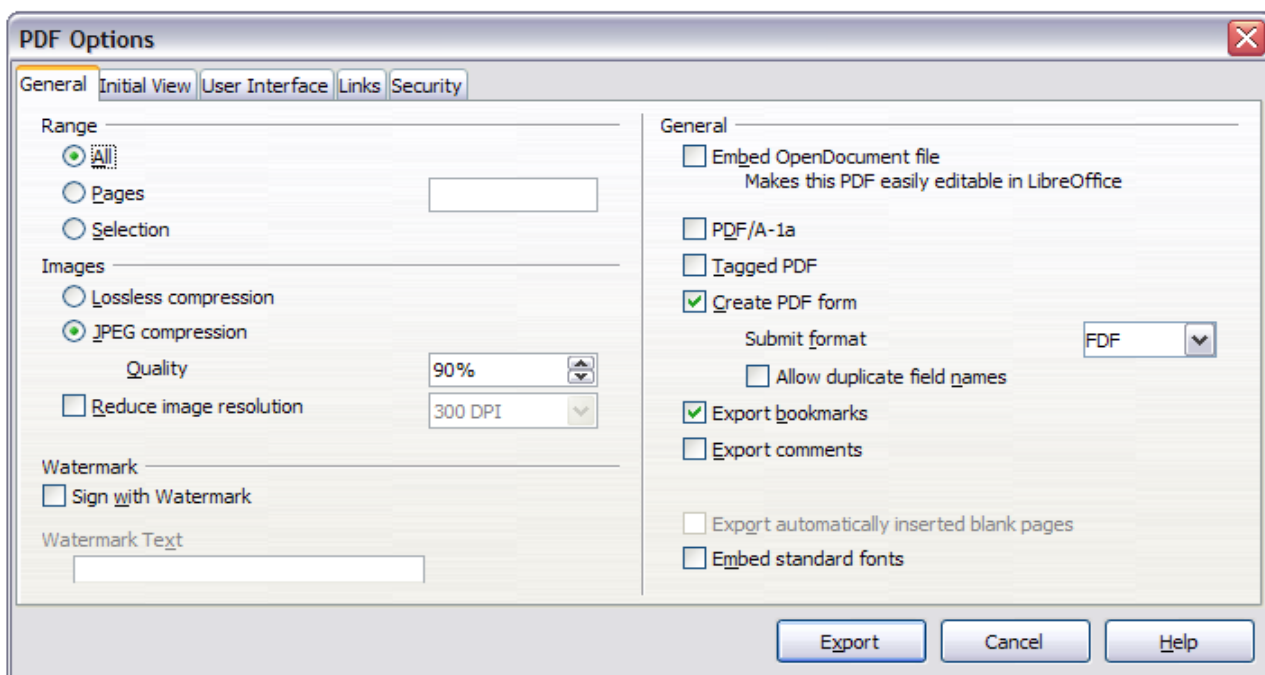 PDF Options
General Initial View User Interface Links Security
Range
All
Pages
Selection
Images
Lossless compression
JPEG compression
Quality 90%
Reduce image resolution 300 DPI
Watermark
Sign with Watermark
Watermark Text
General
Embed OpenDocument file
Makes this PDF easily editable in LibreOffice
PDF/A-1a
Tagged PDF
Create PDF form
Submit format FDF
Allow duplicate field names
Export bookmarks
Export comments
Export automatically inserted blank pages
Embed standard fonts
Export Cancel Help